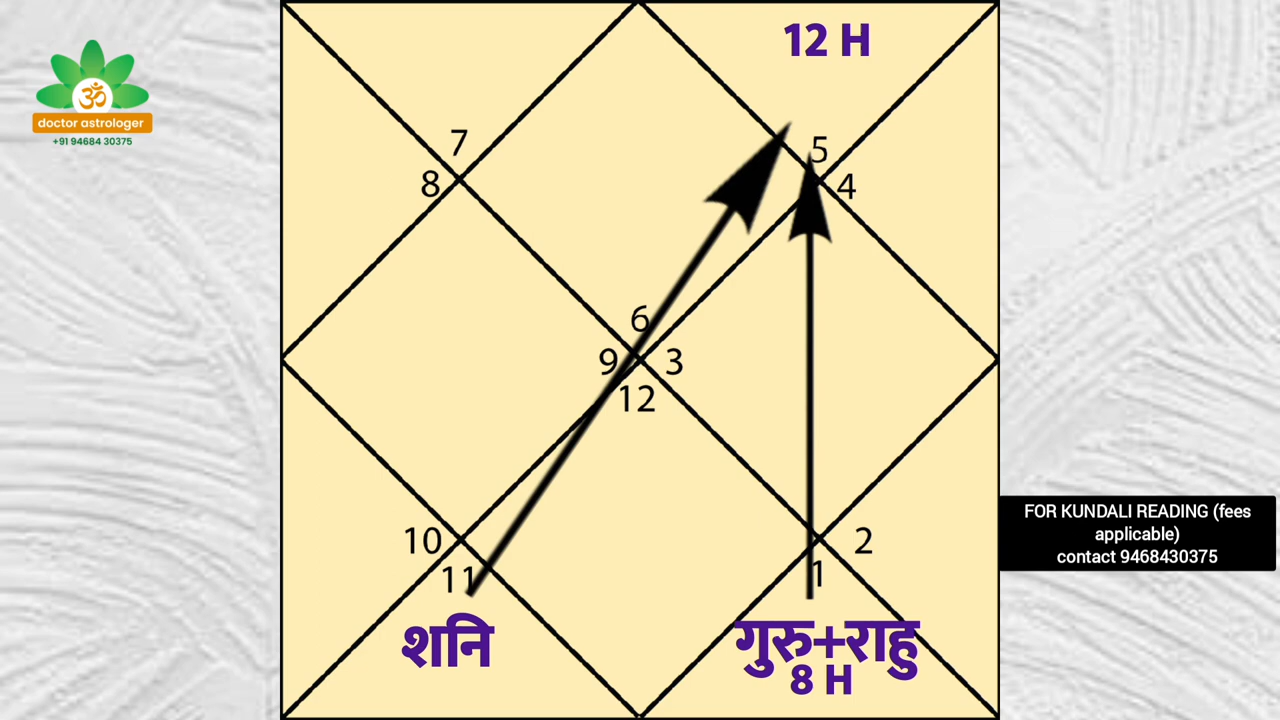 12 H
ॐ
doctor astrologer
+91 94684 30375
7
5
8
4
6
9
3
12
10
2
11
1
शनि
गुरु+राहु
8 H
FOR KUNDALI READING (fees
applicable)
contact 9468430375